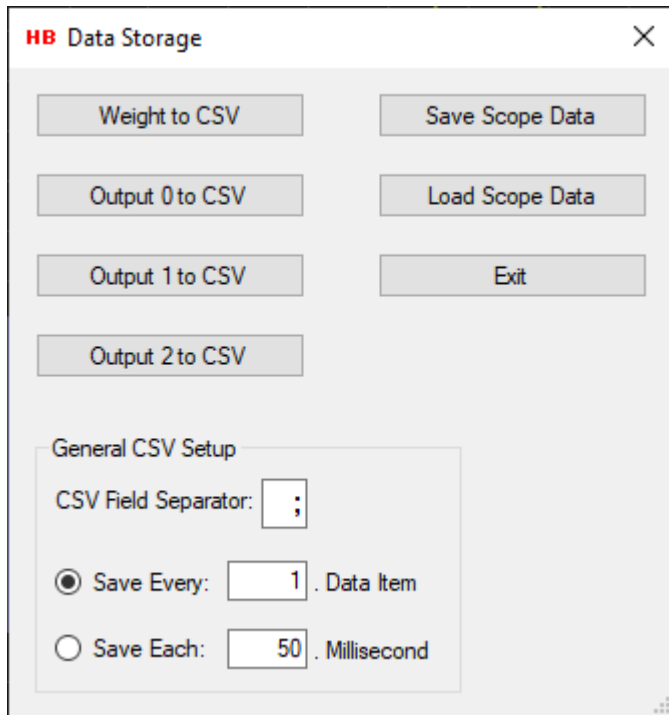 HB Data Storage
Weight to CSV
Save Scope Data
Output 0 to CSV
Load Scope Data
Output 1 to CSV
Exit
Output 2 to CSV
General CSV Setup
CSV Field Separator: ;
Save Every: 1 . Data Item
Save Each: 50 . Millisecond